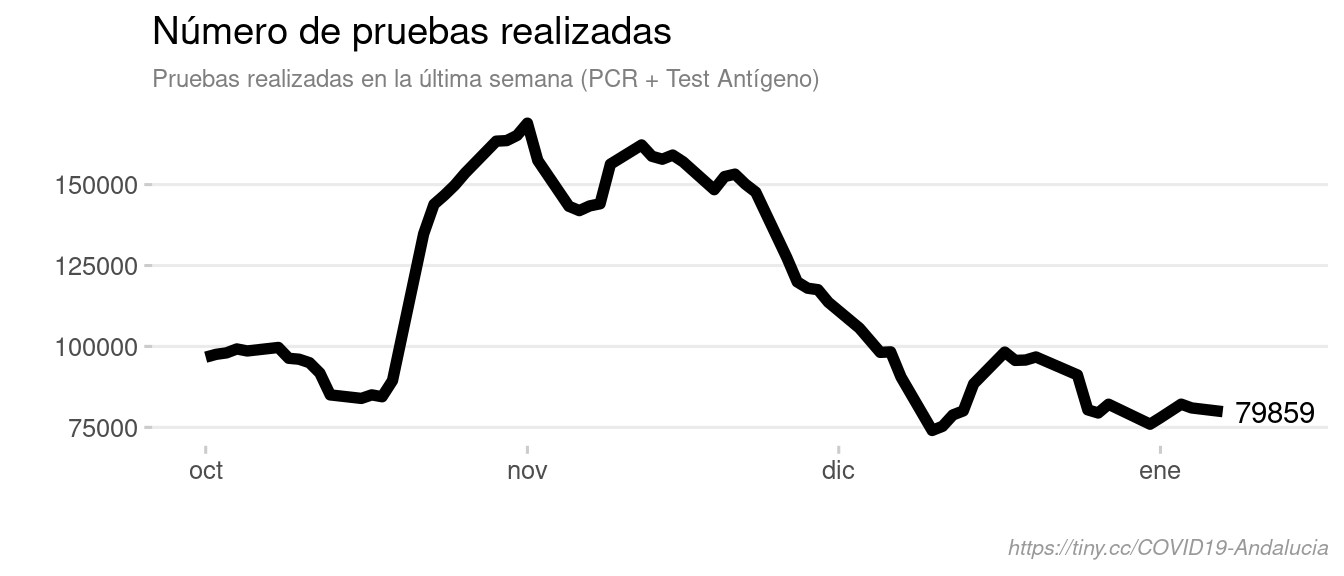 Número de pruebas realizadas
Pruebas realizadas en la última semana (PCR + Test Antígeno)
150000
125000
100000
75000
79859
oct nov dic ene
https://tiny.cc/COVID19-Andalucia